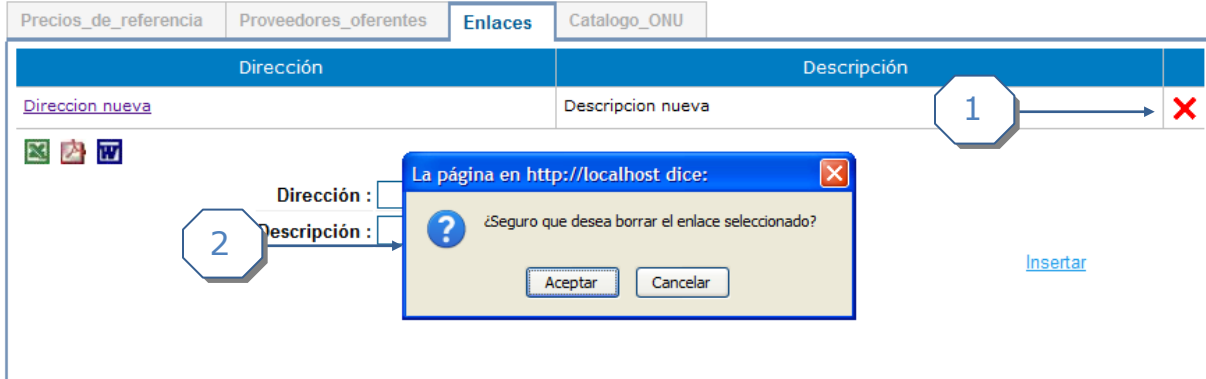 Precios_de_referencia Proveedores_oferentes Enlaces Catalogo_ONU
Dirección Descripción
Direccion nueva Descripcion nueva
1
La página en http://localhost dice:
Dirección :
¿Seguro que desea borrar el enlace seleccionado?
Descripción :
2
Insertar
Aceptar Cancelar